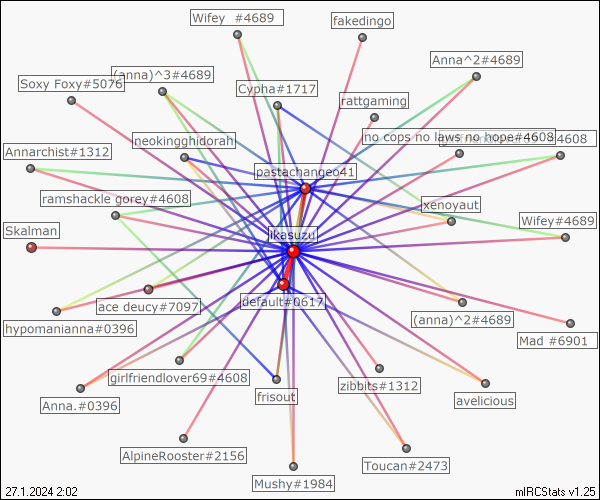 Wifey #4689
fakedingo
Anna^2#4689
(anna)^3#4689
Soxy Foxy#5076
Cypha#1717
rattgaming
no cops no laws no hope#4608
4608
neokingghidorah
Annarchist#1312
pastachangeo41
ramshackle gorey#4608
xenoyaut
Wifey#4689
Skalman
ikasuzu
default#0617
ace deucy#7097
hypomanianna#0396
(anna)^2#4689
Mad #6901
girlfriendlover69#4608
zibbits#1312
frisout
avelicious
Anna.#0396
AlpineRooster#2156
Toucan#2473
Mushy#1984
27.1.2024 2:02
mIRCStats v1.25